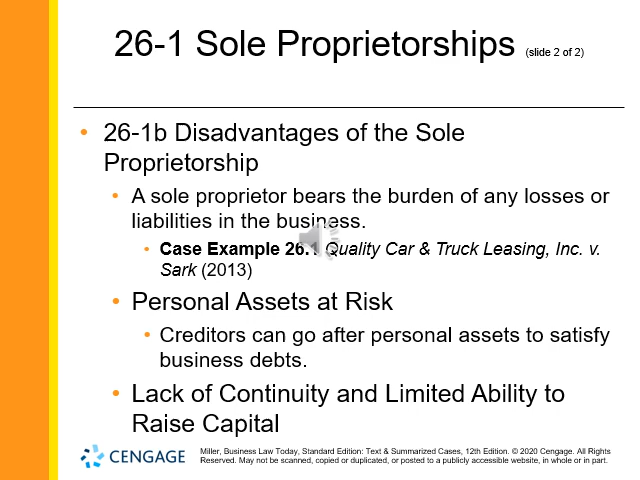 26-1 Sole Proprietorships (slide 2 of 2)
• 26-1b Disadvantages of the Sole
Proprietorship
• A sole proprietor bears the burden of any losses or
liabilities in the business.
• Case Example 26.1 Quality Car & Truck Leasing, Inc. v.
Sark (2013)
• Personal Assets at Risk
• Creditors can go after personal assets to satisfy
business debts.
• Lack of Continuity and Limited Ability to
Raise Capital
CENGAGE
Miller, Business Law Today, Standard Edition: Text & Summarized Cases, 12th Edition. © 2020 Cengage. All Rights
Reserved. May not be scanned, copied or duplicated, or posted to a publicly accessible website, in whole or in part.